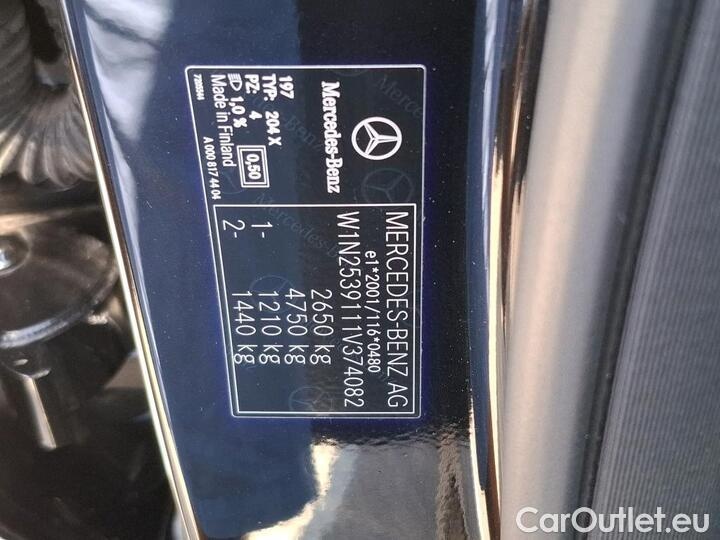 Mercedes-Benz
MERCEDES-BENZ AG
e1*2001/116*0480
W1N2539111V374082
2650 kg
4750 kg
1- 1210 kg
2- 1440 kg
197
TYP: 204 X
PZ: 4
1,0 % 0,50
Made in Finland
A 000 817 44 04
CarOutlet.eu